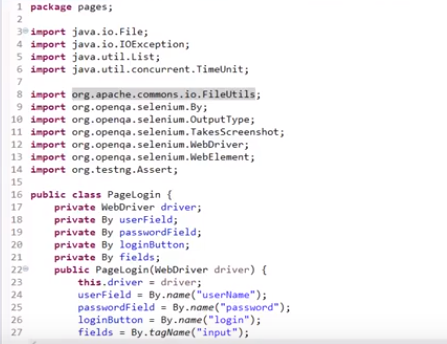 1 package pages;
2
3 import java.io.File;
4 import java.io.IOException;
5 import java.util.List;
6 import java.util.concurrent.TimeUnit;
7
8 import org.apache.commons.io.FileUtils;
9 import org.openqa.selenium.By;
10 import org.openqa.selenium.OutputType;
11 import org.openqa.selenium.TakesScreenshot;
12 import org.openqa.selenium.WebDriver;
13 import org.openqa.selenium.WebElement;
14 import org.testng.Assert;
15
16 public class PageLogin {
17     private WebDriver driver;
18     private By userField;
19     private By passwordField;
20     private By loginButton;
21     private By fields;
22     public PageLogin(WebDriver driver) {
23         this.driver = driver;
24         userField = By.name("userName");
25         passwordField = By.name("password");
26         loginButton = By.name("login");
27         fields = By.tagName("input");